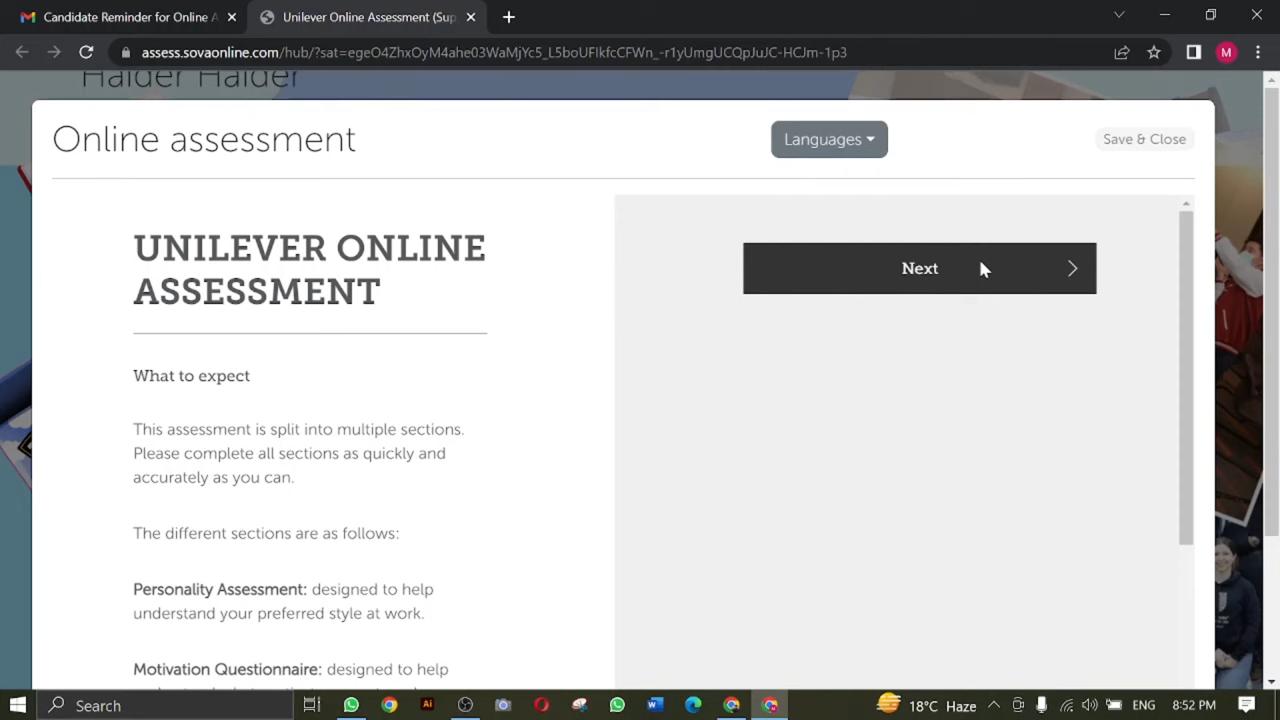 Candidate Reminder for Online A
Unilever Online Assessment (Sup
assess.sovaonline.com/hub/?sat=egeO4ZhxOyM4ahe03WaMjYc5_L5boUFlkfcCFWn_-r1yUmgUCQpJuJC-HCJm-1p3
M
Haider Haider
Online assessment
Languages
Save & Close
UNILEVER ONLINE
ASSESSMENT
Next
What to expect
This assessment is split into multiple sections.
Please complete all sections as quickly and
accurately as you can.
The different sections are as follows:
Personality Assessment: designed to help
understand your preferred style at work.
Motivation Questionnaire: designed to help
Search
Ai
18°C Haze
ENG
8:52 PM